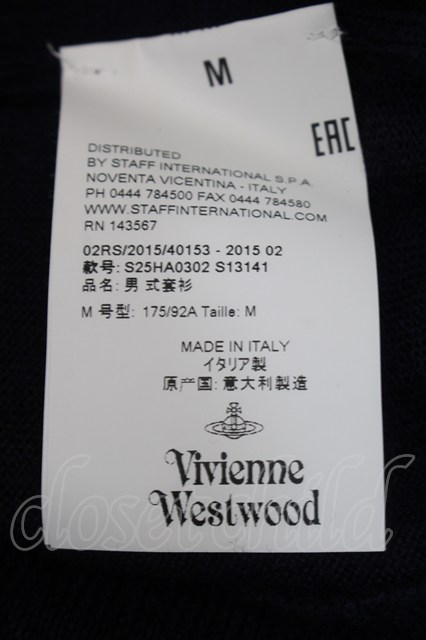 M
EAC
DISTRIBUTED
BY STAFF INTERNATIONAL S.P.A.
NOVENTA VICENTINA - ITALY
PH 0444 784500 FAX 0444 784580
WWW.STAFFINTERNATIONAL.COM
RN 143567
02RS/2015/40153 - 2015 02
款号: S25HA0302 S13141
品名: 男 式套衫
M 号型: 175/92A Taille: M
MADE IN ITALY
イタリア製
原产国: 意大利製造
Vivienne
Westwood
closet child